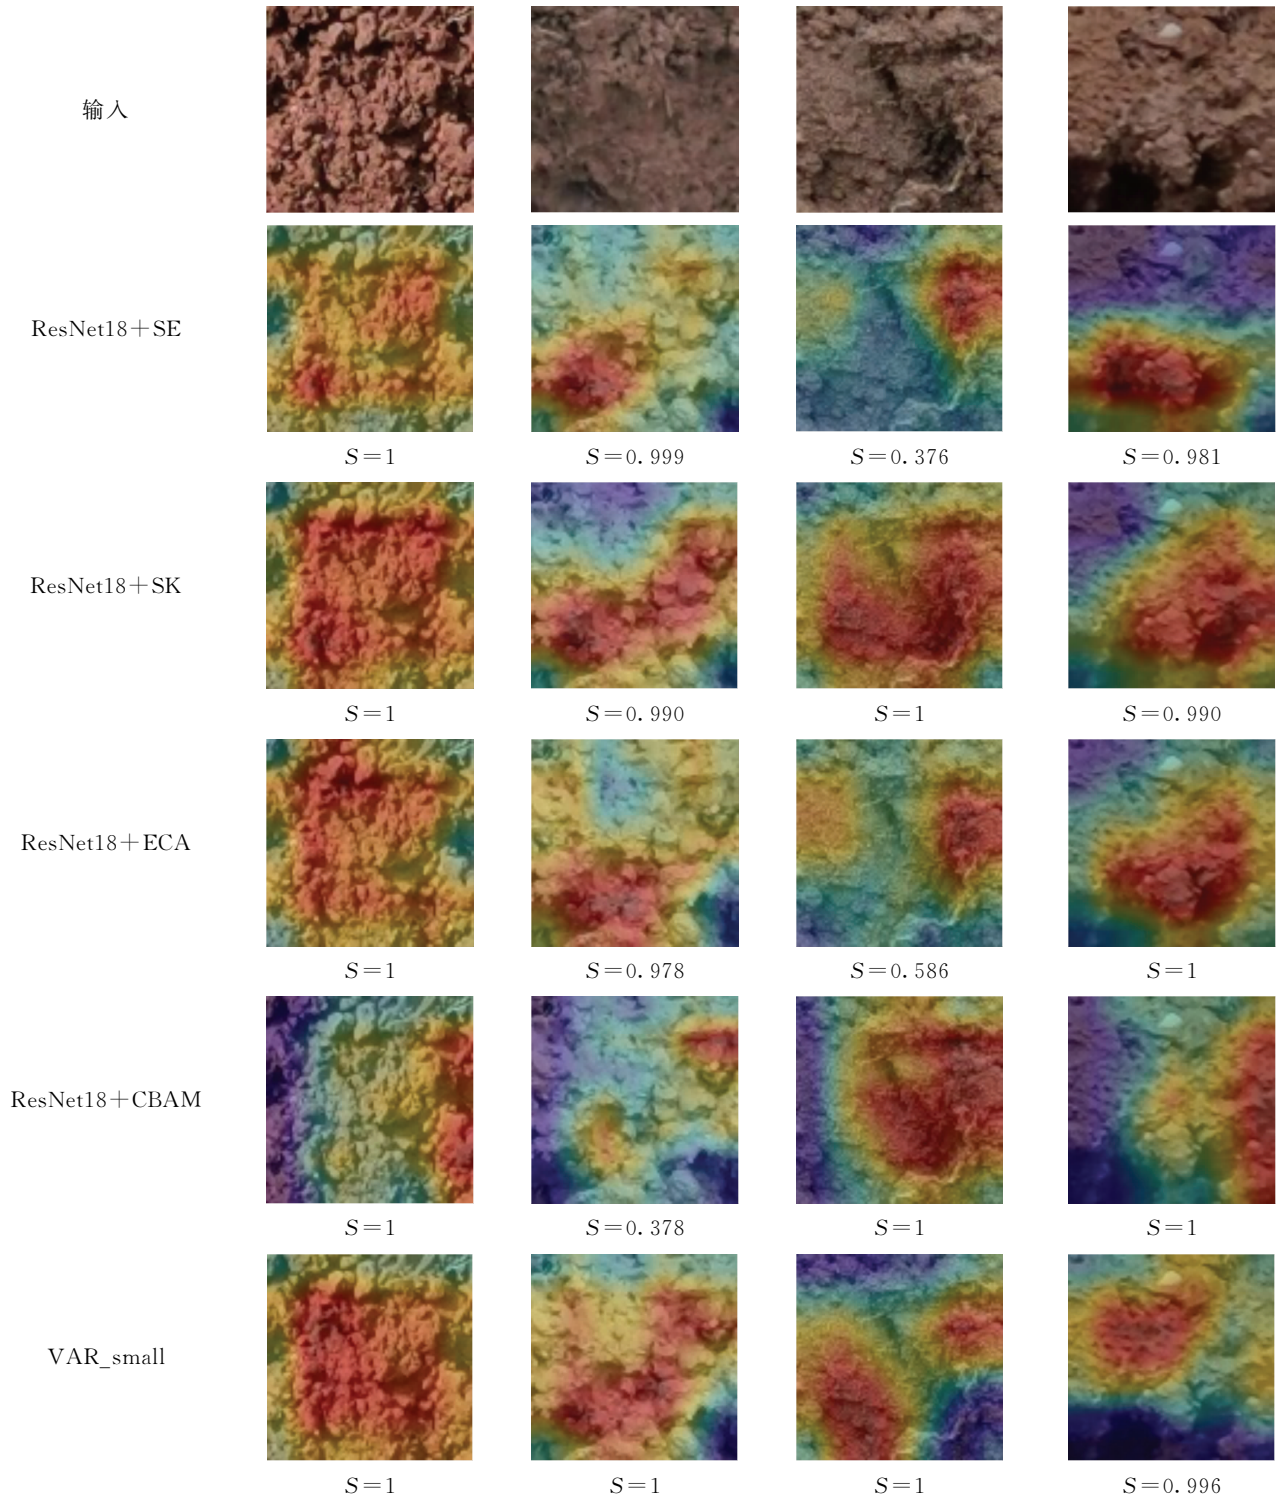 输入
ResNet18+SE
S=1 S=0.999 S=0.376 S=0.981
ResNet18+SK
S=1 S=0.990 S=1 S=0.990
ResNet18+ECA
S=1 S=0.978 S=0.586 S=1
ResNet18+CBAM
S=1 S=0.378 S=1 S=1
VAR_small
S=1 S=1 S=1 S=0.996